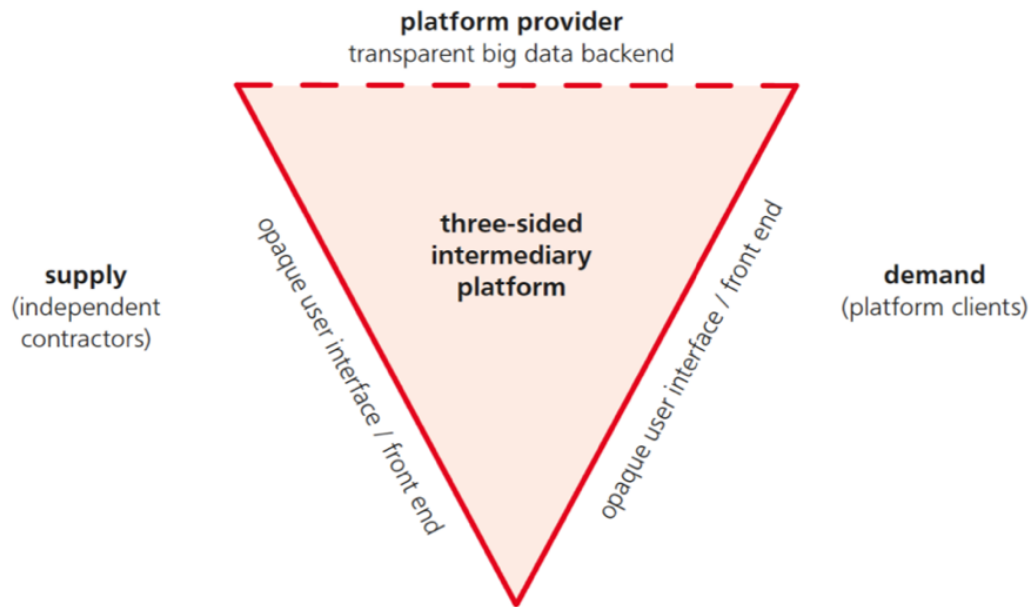 platform provider
transparent big data backend
three-sided
intermediary
platform
supply
(independent
contractors)
opaque user interface / front end
opaque user interface / front end
demand
(platform clients)